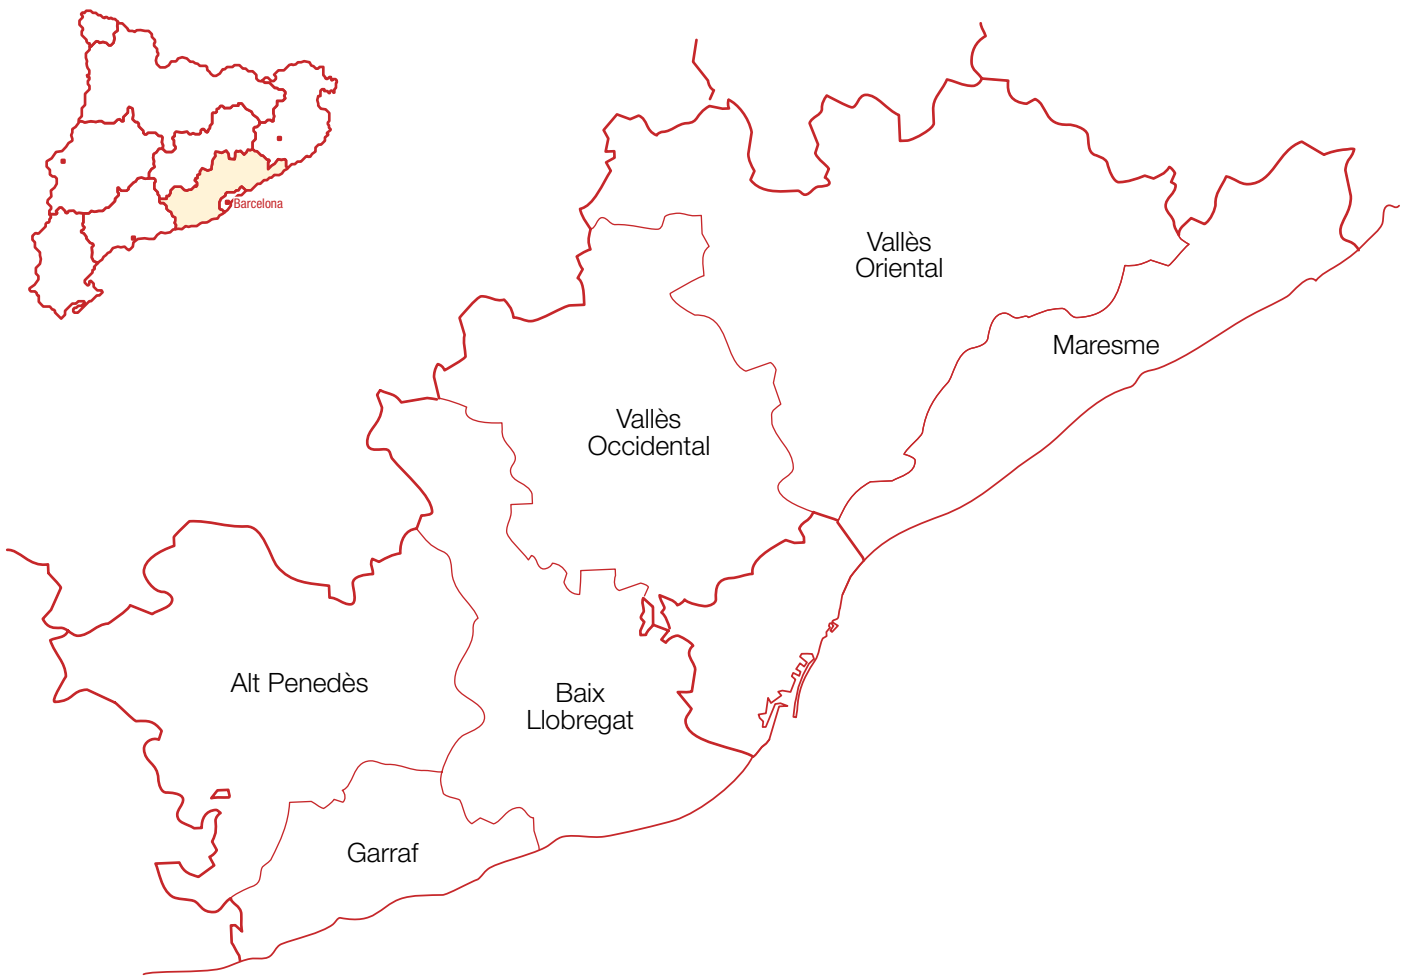 Barcelona
Vallès
Oriental
Maresme
Vallès
Occidental
Alt Penedès
Baix
Llobregat
Garraf